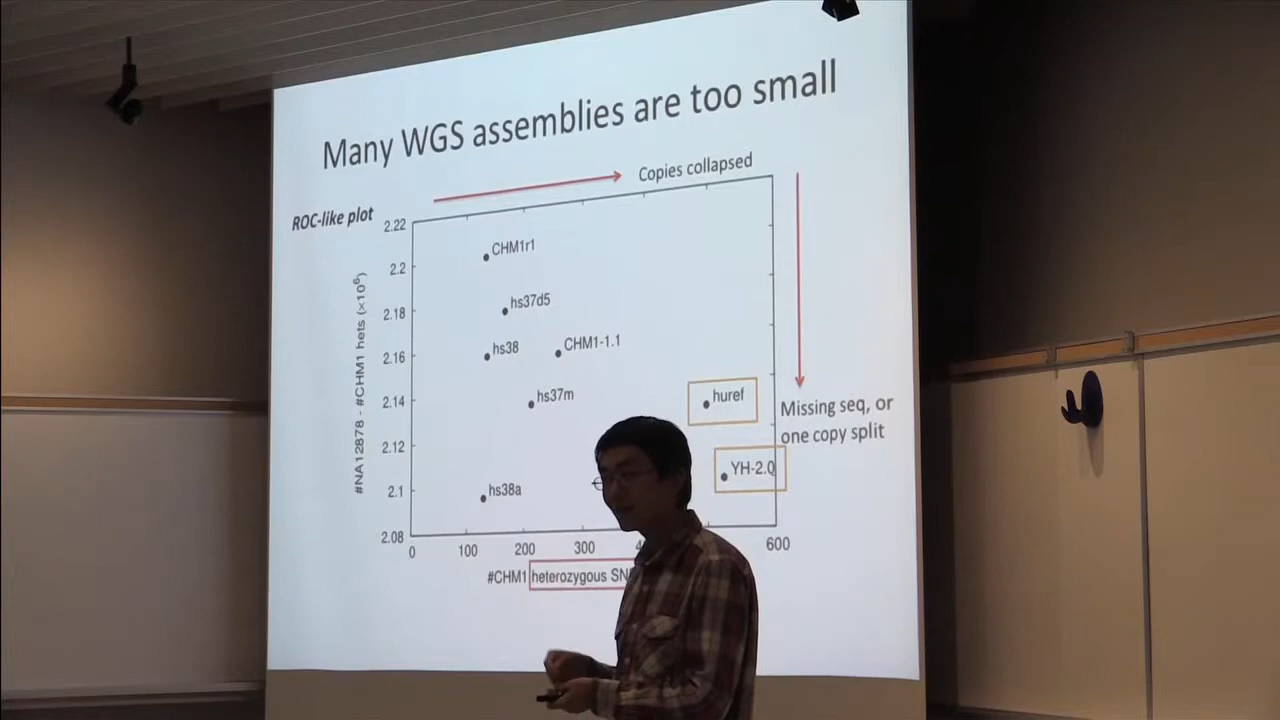 Many WGS assemblies are too small
Copies collapsed
ROC-like plot
2.22
2.2
2.18
2.16
2.14
2.12
2.1
2.08
#NA12878 - #CHM1 hets (×10⁶)
CHM1r1
hs37d5
hs38
CHM1-1.1
hs37m
huref
YH-2.0
hs38a
Missing seq, or
one copy split
0
100
200
300
600
#CHM1 heterozygous